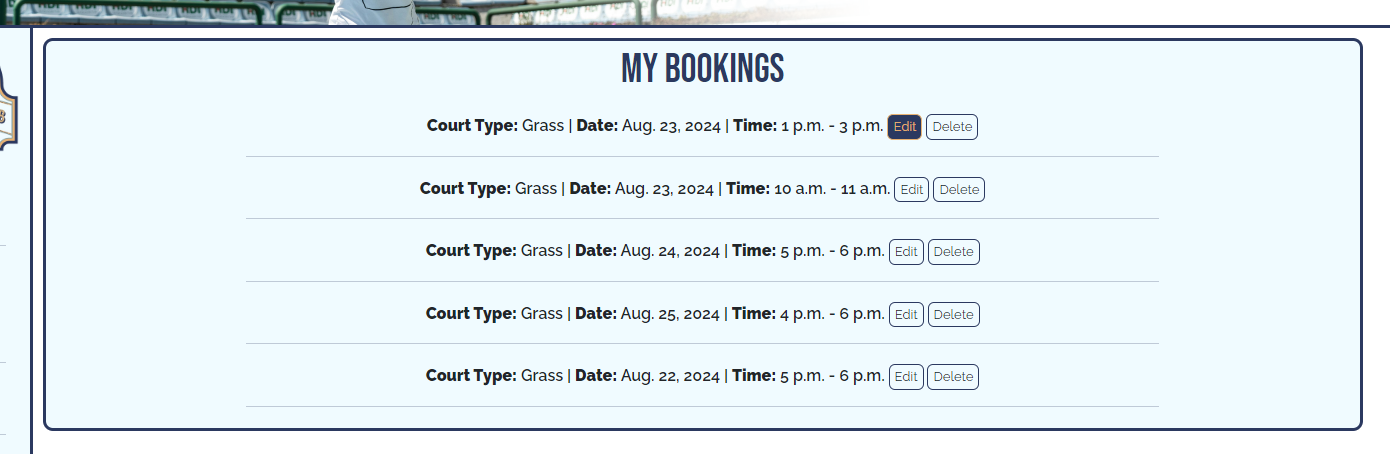 MY BOOKINGS
Court Type: Grass | Date: Aug. 23, 2024 | Time: 1 p.m. - 3 p.m. Edit Delete
Court Type: Grass | Date: Aug. 23, 2024 | Time: 10 a.m. - 11 a.m. Edit Delete
Court Type: Grass | Date: Aug. 24, 2024 | Time: 5 p.m. - 6 p.m. Edit Delete
Court Type: Grass | Date: Aug. 25, 2024 | Time: 4 p.m. - 6 p.m. Edit Delete
Court Type: Grass | Date: Aug. 22, 2024 | Time: 5 p.m. - 6 p.m. Edit Delete